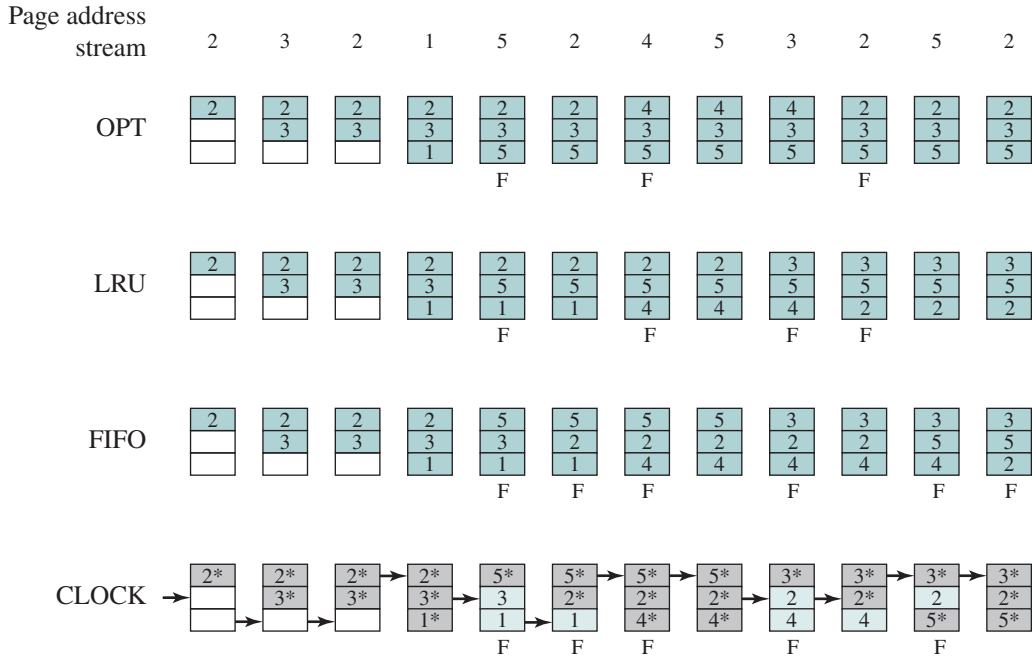 Page address
stream 2 3 2 1 5 2 4 5 3 2 5 2
2 2 2 2 2 2 4 4 4 2 2 2
OPT 3 3 3 3 3 3 3 3 3 3 3
1 5 5 5 5 5 5 5 5
F F F
2 2 2 2 2 2 2 2 3 3 3 3
LRU 3 3 3 5 5 5 5 5 5 5 5
1 1 1 4 4 4 2 2 2
F F F F
2 2 2 2 5 5 5 5 3 3 3 3
FIFO 3 3 3 3 2 2 2 2 2 5 5
1 1 1 4 4 4 4 4 2
F F F F F F
2* 2* 2* 2* 5* 5* 5* 5* 3* 3* 3* 3*
CLOCK 3* 3* 3* 3 2* 2* 2* 2 2* 2 2*
1* 1 1 4* 4* 4 4 5* 5*
F F F F F